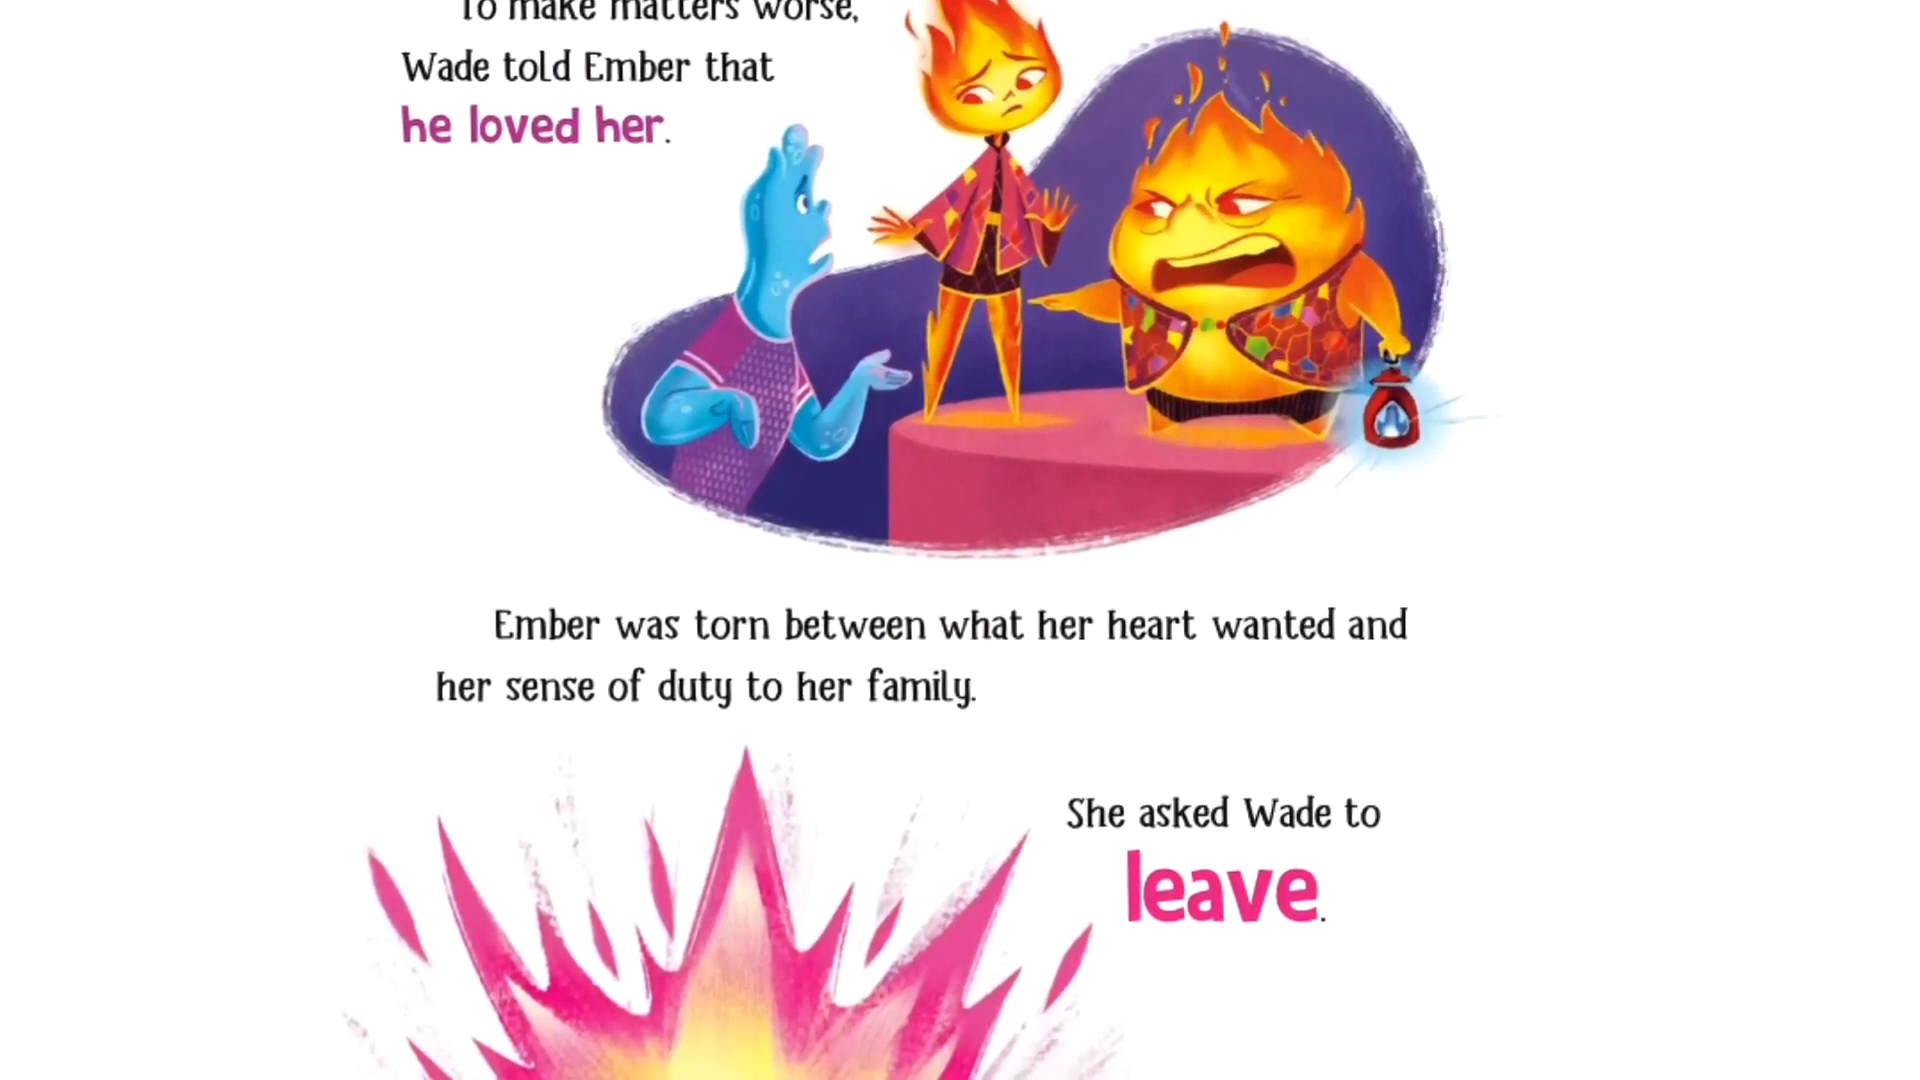 To make matters worse,
Wade told Ember that
he loved her.
Ember was torn between what her heart wanted and
her sense of duty to her family.
She asked Wade to
leave.